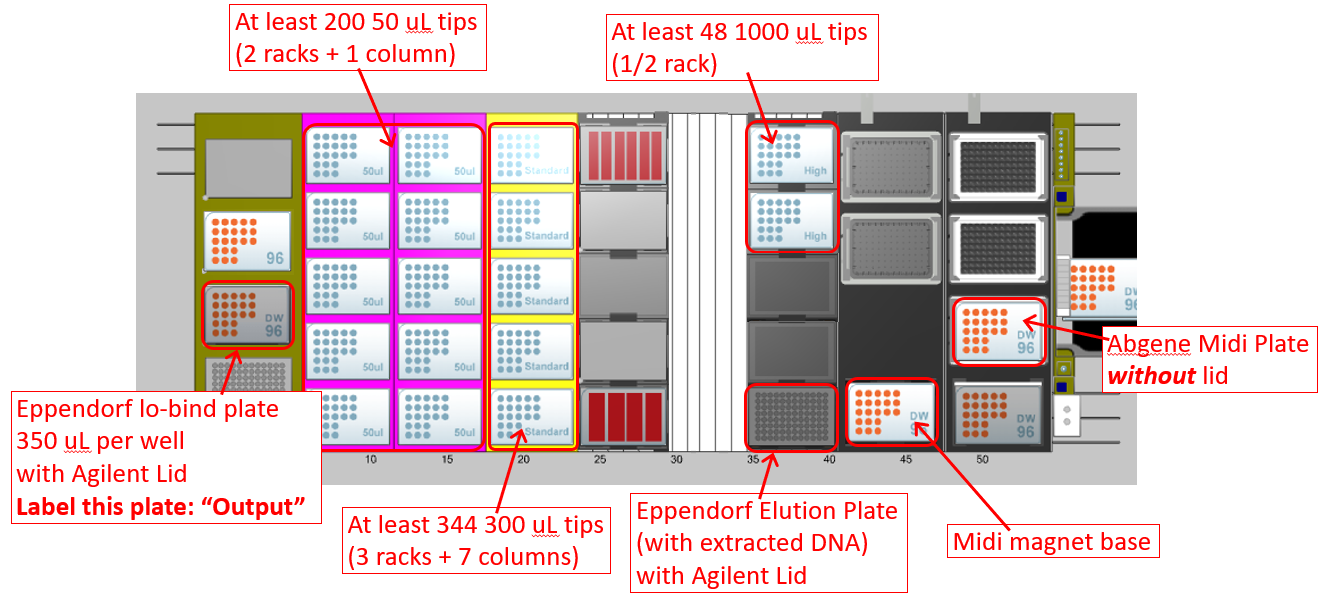 At least 200 50 uL tips
(2 racks + 1 column)
At least 48 1000 uL tips
(1/2 rack)
50ul
50ul
Standard
High
96
50ul
50ul
Standard
High
DW
96
50ul
50ul
Standard
DW
96
DW
96
50ul
50ul
Standard
Abgene Midi Plate
without lid
Eppendorf lo-bind plate
350 uL per well
with Agilent Lid
Label this plate: “Output”
50ul
50ul
Standard
DW
96
DW
96
10
15
20
25
30
35
40
45
50
At least 344 300 uL tips
(3 racks + 7 columns)
Eppendorf Elution Plate
(with extracted DNA)
with Agilent Lid
Midi magnet base